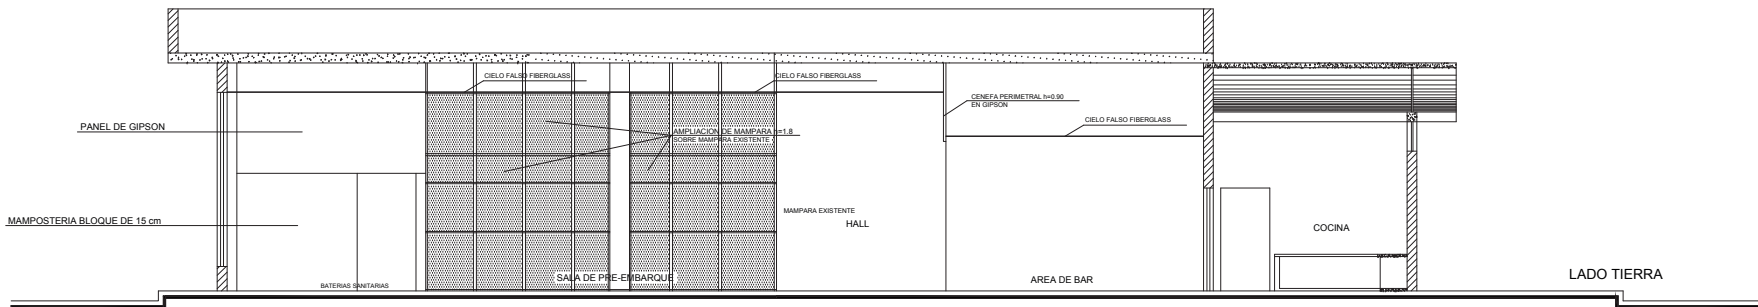 CIELO FALSO FIBERGLASS
CIELO FALSO FIBERGLASS
CENEFA PERIMETRAL h=0.90
EN GIPSON
CIELO FALSO FIBERGLASS
PANEL DE GIPSON
AMPLIACION DE MAMPARA h=1.8
SOBRE MAMPARA EXISTENTE
MAMPOSTERIA BLOQUE DE 15 cm
MAMPARA EXISTENTE
HALL
COCINA
SALA DE PRE-EMBARQUE
BATERIAS SANITARIAS
AREA DE BAR
LADO TIERRA